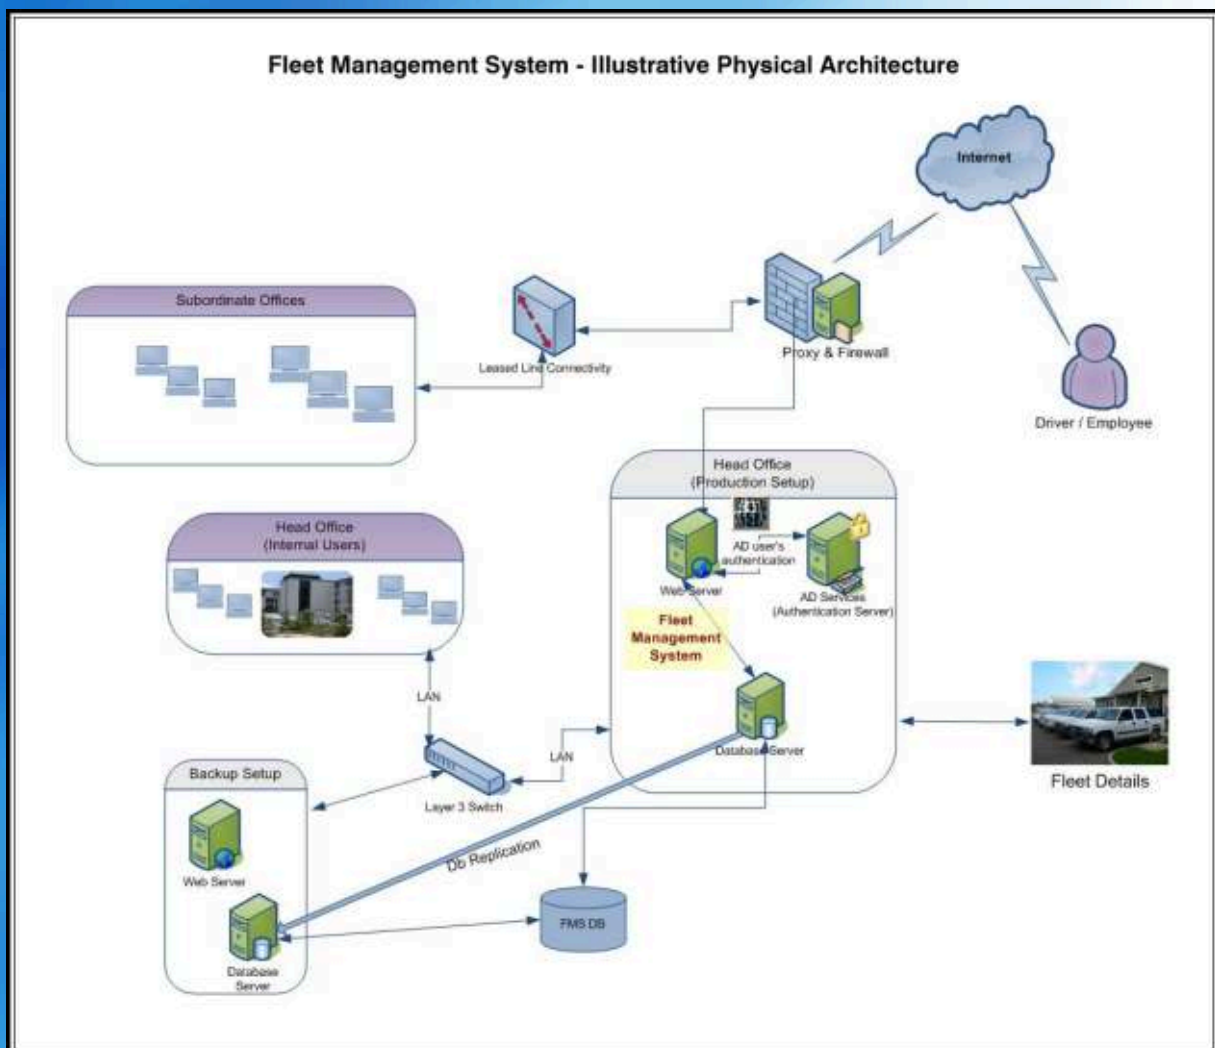 Fleet Management System - Illustrative Physical Architecture
Internet
Subordinate Offices
Leased Line Connectivity
Proxy & Firewall
Driver / Employee
Head Office
(Production Setup)
Head Office
(Internal Users)
AD user's
authentication
Web Server
AD Services
(Authentication Server)
Fleet
Management
System
LAN
Database Server
LAN
Fleet Details
Backup Setup
Layer 3 Switch
Db Replication
Web Server
FMS DB
Database
Server